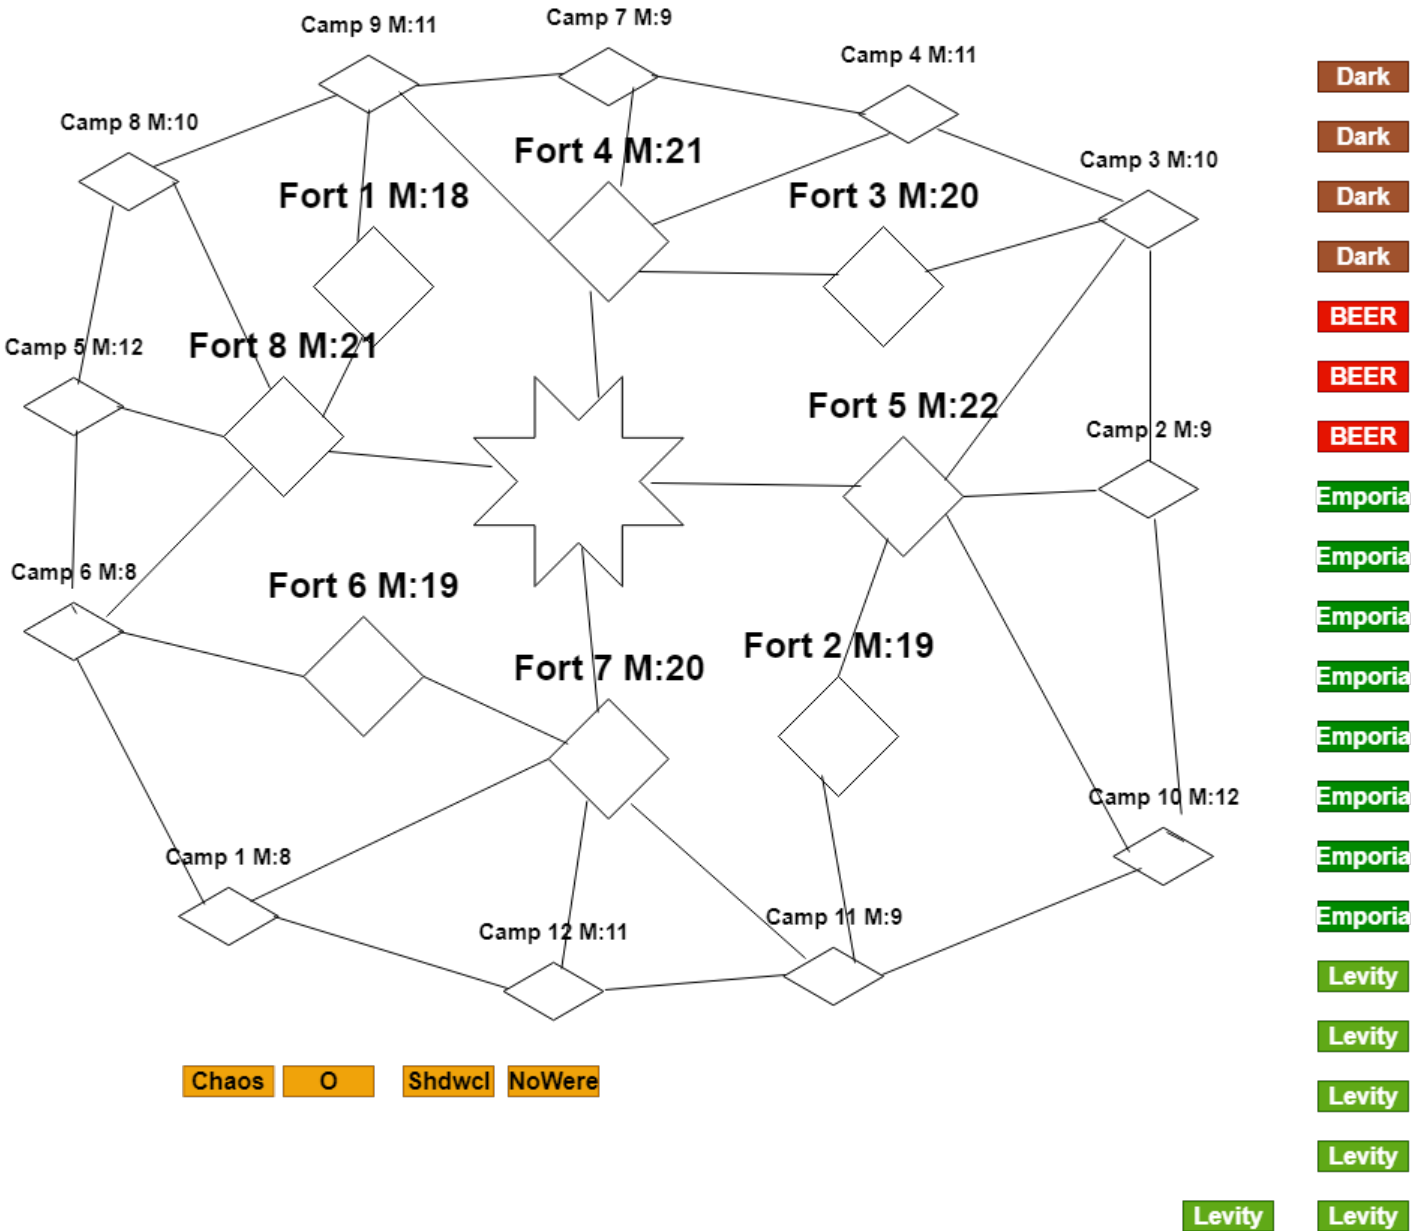 Camp 9 M:11
Camp 7 M:9
Camp 4 M:11
Dark
Camp 8 M:10
Dark
Fort 4 M:21
Camp 3 M:10
Fort 1 M:18
Fort 3 M:20
Dark
Dark
BEER
Camp 5 M:12
Fort 8 M:21
BEER
Fort 5 M:22
Camp 2 M:9
BEER
Emporia
Emporia
Camp 6 M:8
Fort 6 M:19
Emporia
Fort 7 M:20
Fort 2 M:19
Emporia
Emporia
Camp 10 M:12
Emporia
Camp 1 M:8
Emporia
Camp 12 M:11
Camp 11 M:9
Emporia
Levity
Levity
Chaos
O
Shdwcl
NoWere
Levity
Levity
Levity
Levity